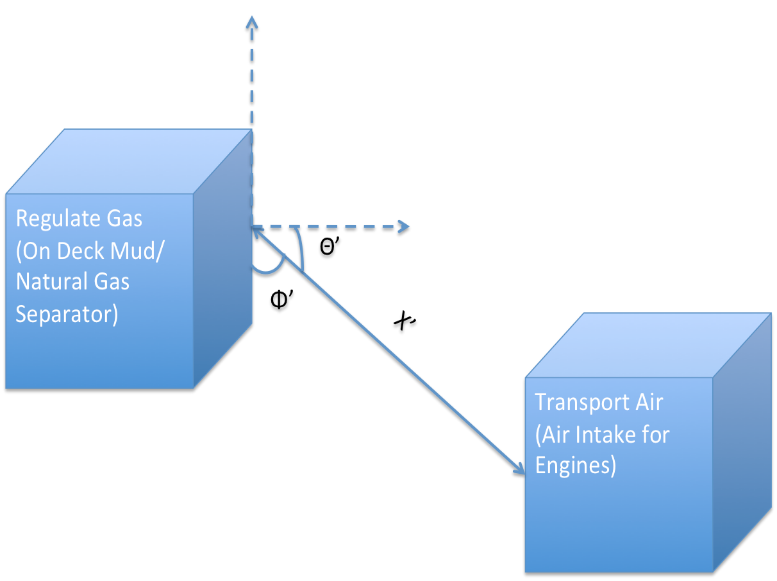 Regulate Gas
(On Deck Mud/
Natural Gas
Separator)
Θ’
Φ’
X’
Transport Air
(Air Intake for
Engines)